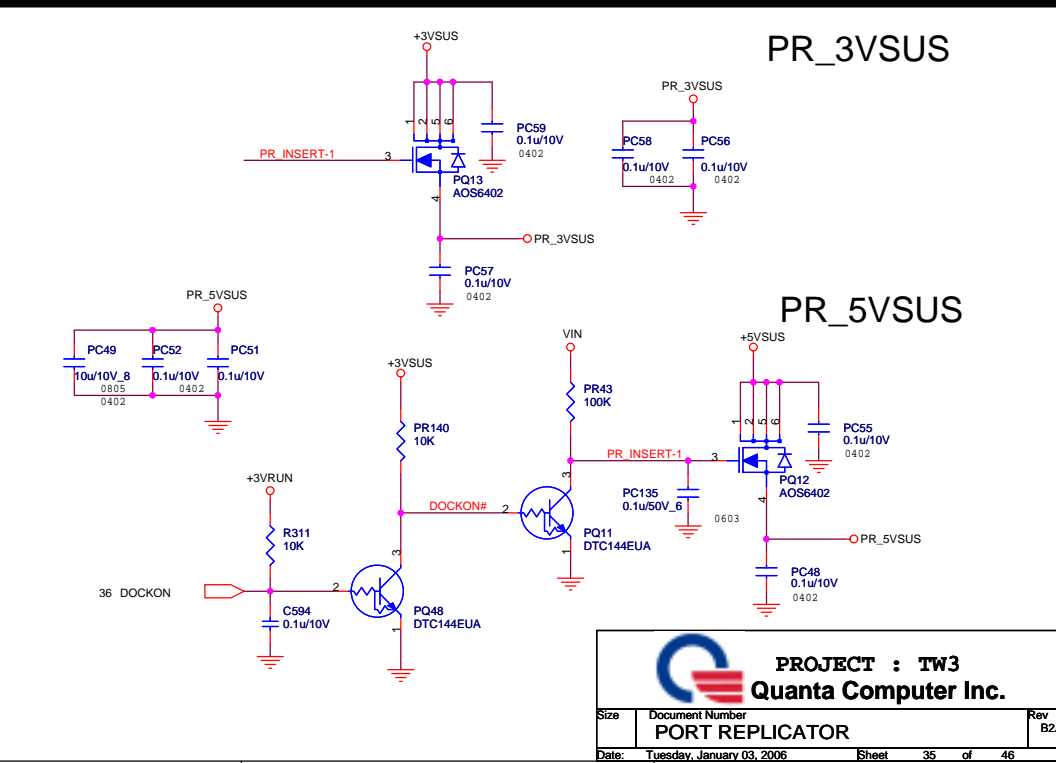 PR_3VSUS
+3VSUS
1
2
5
6
PC59
0.1u/10V
0402
PR_INSERT-1
3
PQ13
AOS6402
4
PR_3VSUS
PC57
0.1u/10V
0402
PR_3VSUS
PC58
0.1u/10V
0402
PC56
0.1u/10V
0402
PR_5VSUS
PR_5VSUS
PC49
10u/10V_8
0805
0402
PC52
0.1u/10V
0402
PC51
0.1u/10V
+3VSUS
PR140
10K
VIN
PR43
100K
+5VSUS
1
2
5
6
PC55
0.1u/10V
0402
PR_INSERT-1
3
PQ12
AOS6402
4
PC135
0.1u/50V_6
0603
PR_5VSUS
PC48
0.1u/10V
0402
+3VRUN
R311
10K
DOCKON#
2
3
1
PQ11
DTC144EUA
36 DOCKON
2
3
1
PQ48
DTC144EUA
C594
0.1u/10V
PROJECT : TW3
Quanta Computer Inc.
Size
Document Number
Rev
PORT REPLICATOR
Date:
Tuesday, January 03, 2006
Sheet 35 of 46